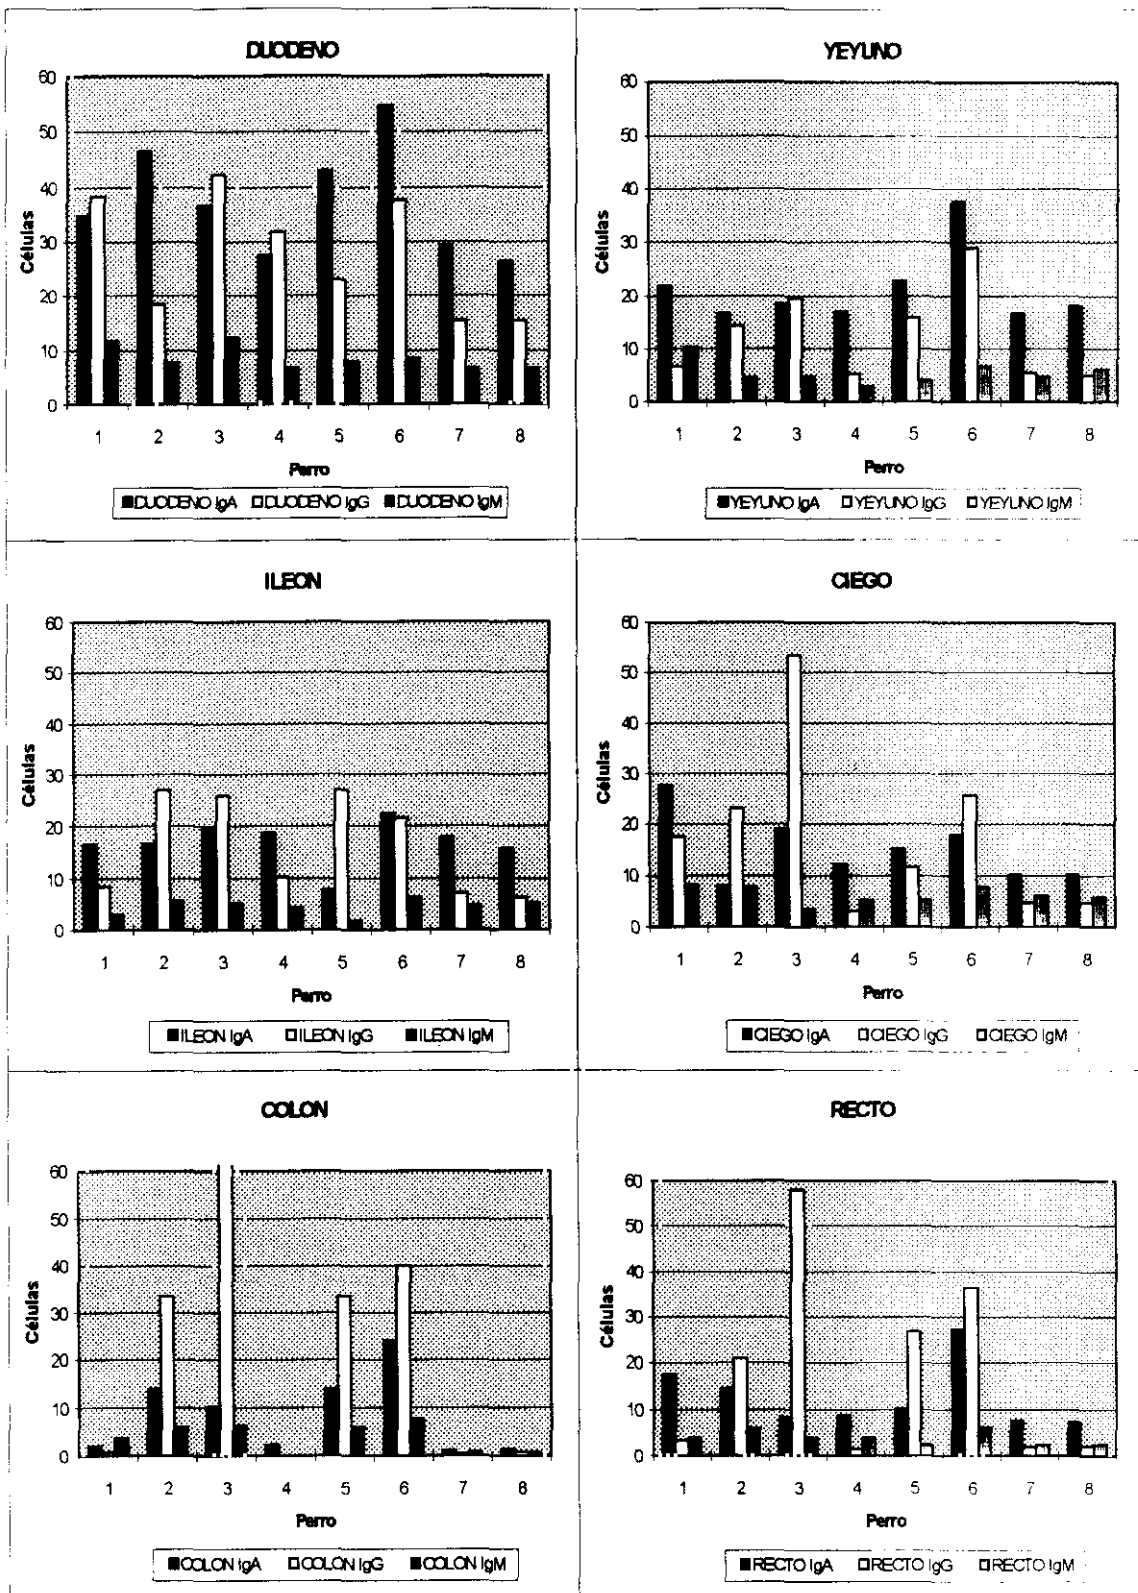 DUODENO
60
50
40
30
20
10
0
Células
1 2 3 4 5 6 7 8
Perro
DUODENO IgA DUODENO IgG DUODENO IgM
YEYUNO
60
50
40
30
20
10
0
Células
1 2 3 4 5 6 7 8
Perro
YEYUNO IgA YEYUNO IgG YEYUNO IgM
ILEON
60
50
40
30
20
10
0
Células
1 2 3 4 5 6 7 8
Perro
ILEON IgA ILEON IgG ILEON IgM
CIEGO
60
50
40
30
20
10
0
Células
1 2 3 4 5 6 7 8
Perro
CIEGO IgA CIEGO IgG CIEGO IgM
COLON
60
50
40
30
20
10
0
Células
1 2 3 4 5 6 7 8
Perro
COLON IgA COLON IgG COLON IgM
RECTO
60
50
40
30
20
10
0
Células
1 2 3 4 5 6 7 8
Perro
RECTO IgA RECTO IgG RECTO IgM